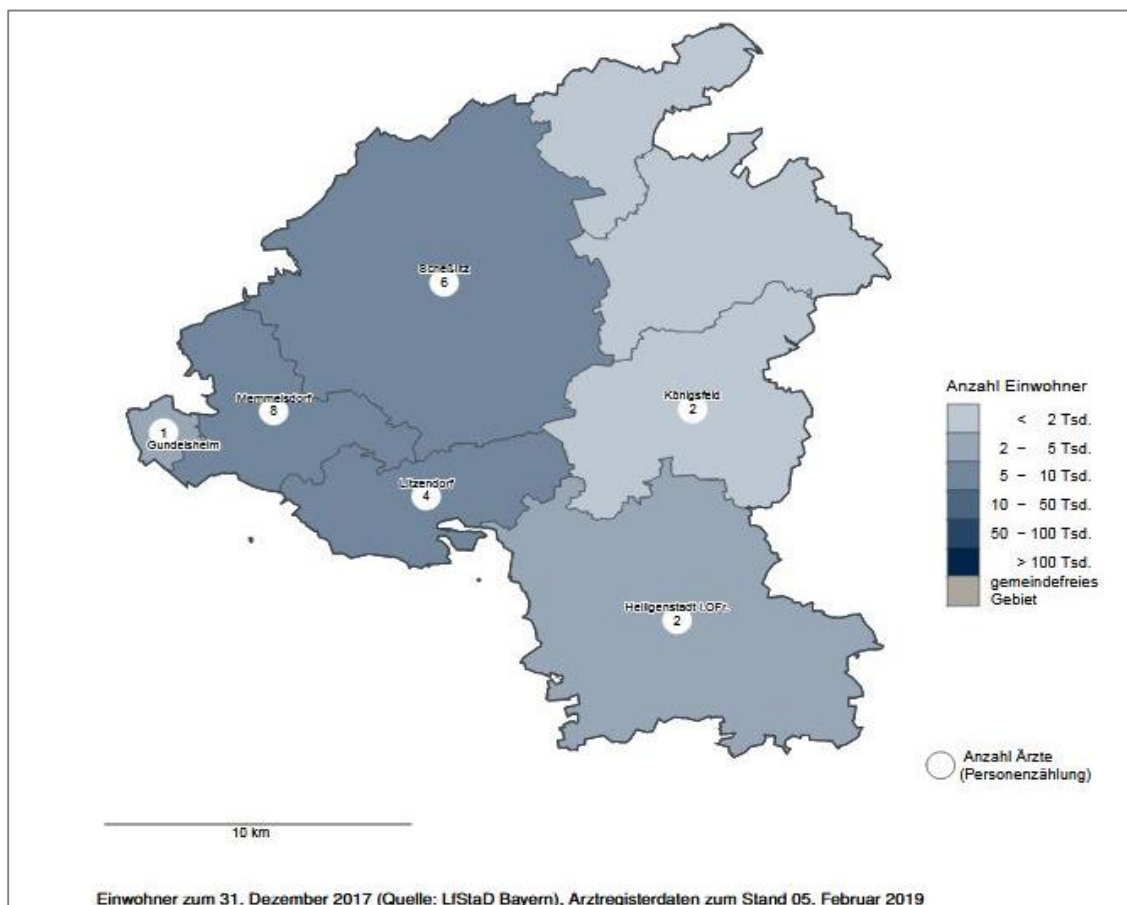 Scheßlitz
6
Memmelsdorf
8
1
Gundelsheim
Königsfeld
2
Litzendorf
4
Heiligenstadt i.OFr.
2
Anzahl Einwohner
< 2 Tsd.
2 – 5 Tsd.
5 – 10 Tsd.
10 – 50 Tsd.
50 – 100 Tsd.
> 100 Tsd.
gemeindefreies
Gebiet
Anzahl Ärzte
(Personenzählung)
10 km
Einwohner zum 31. Dezember 2017 (Quelle: LfStaD Bayern), Arztregisterdaten zum Stand 05. Februar 2019